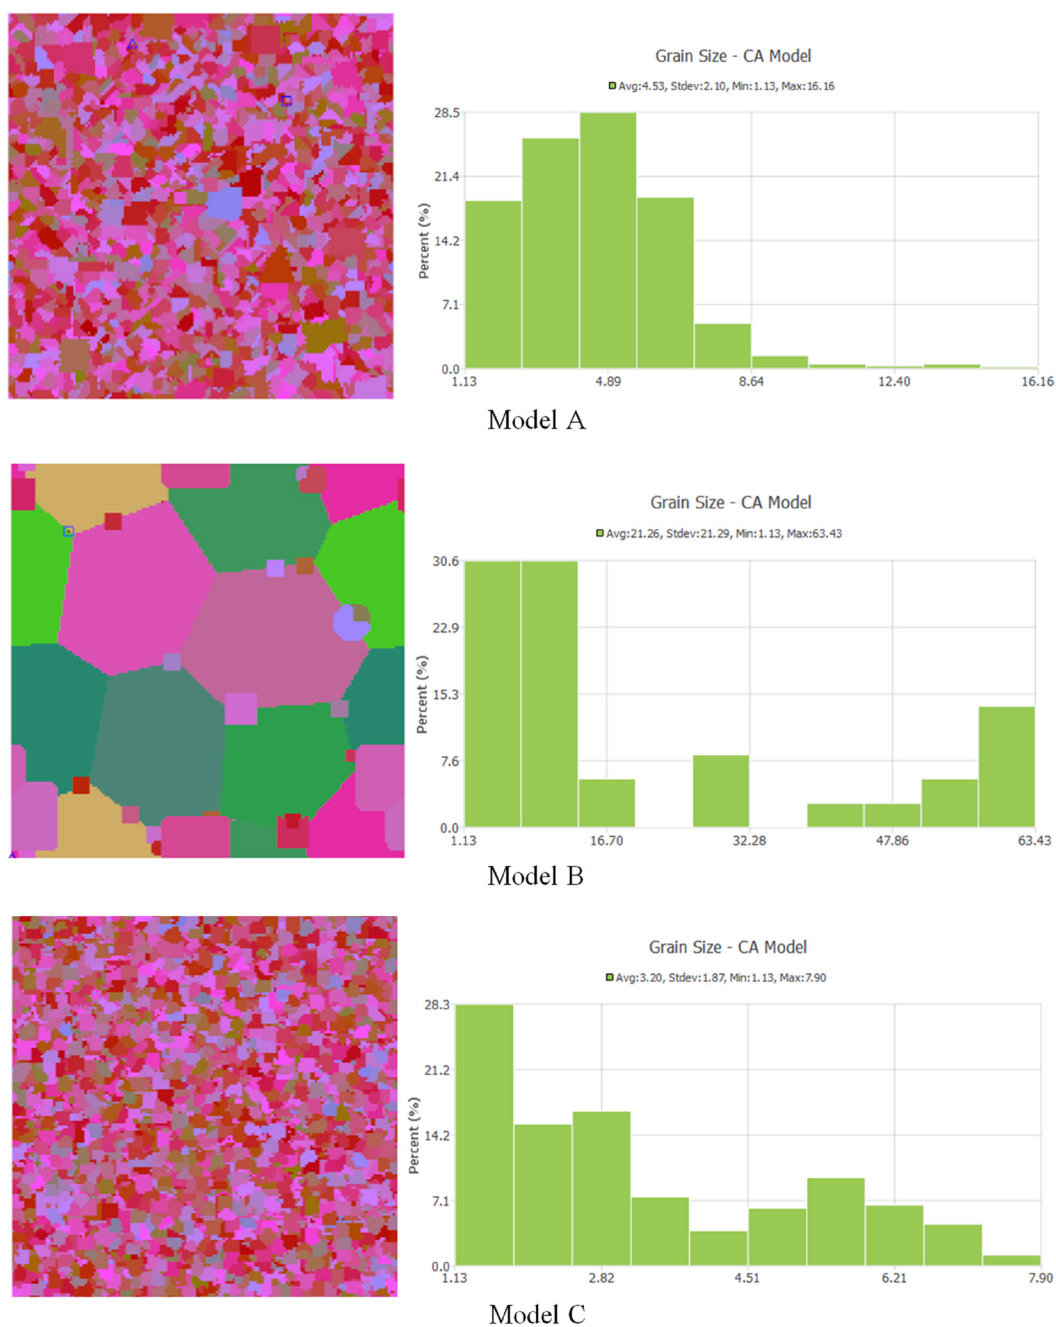 Grain Size - CA Model
Avg:4.53, Stdev:2.10, Min:1.13, Max:16.16
28.5
21.4
14.2
7.1
0.0
Percent (%)
1.13 4.89 8.64 12.40 16.16
Model A
Grain Size - CA Model
Avg:21.26, Stdev:21.29, Min:1.13, Max:63.43
30.6
22.9
15.3
7.6
0.0
Percent (%)
1.13 16.70 32.28 47.86 63.43
Model B
Grain Size - CA Model
Avg:3.20, Stdev:1.87, Min:1.13, Max:7.90
28.3
21.2
14.2
7.1
0.0
Percent (%)
1.13 2.82 4.51 6.21 7.90
Model C